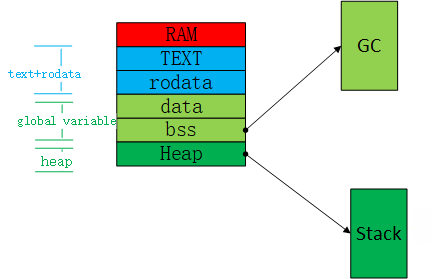 RAM
TEXT
text+rodata
rodata
data
global variable
bss
heap
Heap
GC
Stack